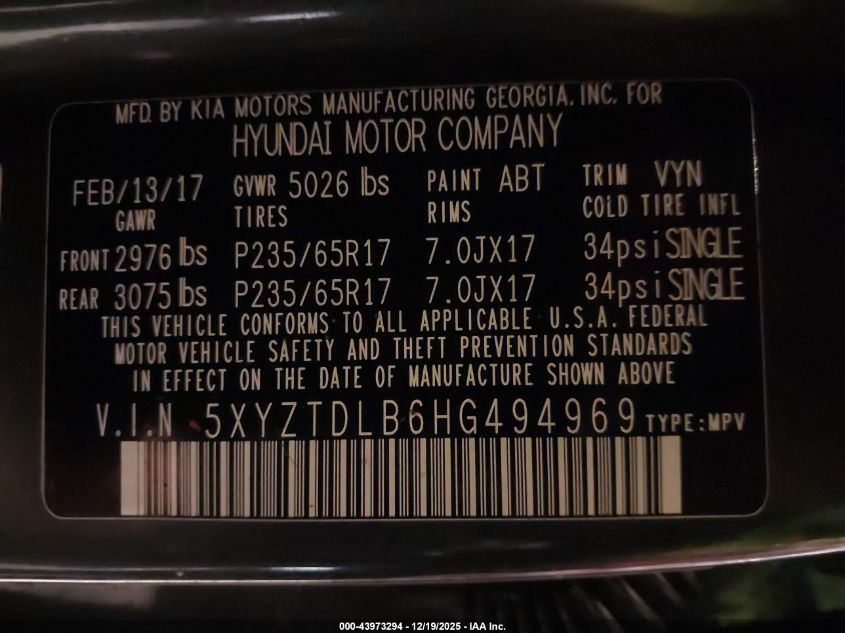 MFD. BY KIA MOTORS MANUFACTURING GEORGIA, INC. FOR
HYUNDAI MOTOR COMPANY
FEB/13/17 GVWR 5026 lbs PAINT ABT TRIM VYN
GAWR TIRES RIMS COLD TIRE INFL
FRONT 2976 lbs P235/65R17 7.0JX17 34psi SINGLE
REAR 3075 lbs P235/65R17 7.0JX17 34psi SINGLE
THIS VEHICLE CONFORMS TO ALL APPLICABLE U.S.A. FEDERAL
MOTOR VEHICLE SAFETY AND THEFT PREVENTION STANDARDS
IN EFFECT ON THE DATE OF MANUFACTURE SHOWN ABOVE
V.I.N 5XYZTDLB6HG494969 TYPE:MPV
000-43973294 - 12/19/2025 - IAA Inc.